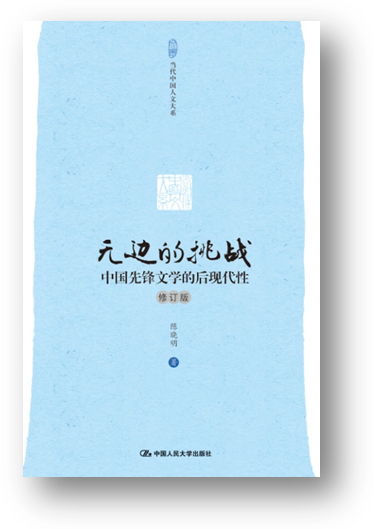 当代中国人文大系
无边的挑战
中国先锋文学的后现代性
修订版
陈晓明
著
中国人民大学出版社